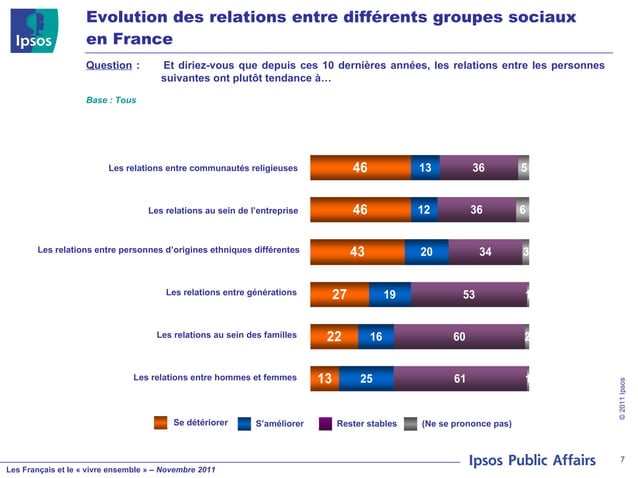 Ipsos
Evolution des relations entre différents groupes sociaux
en France
Question : Et diriez-vous que depuis ces 10 dernières années, les relations entre les personnes
suivantes ont plutôt tendance à…
Base : Tous
Les relations entre communautés religieuses 46 13 36 5
Les relations au sein de l’entreprise 46 12 36 6
Les relations entre personnes d’origines ethniques différentes 43 20 34 3
Les relations entre générations 27 19 53 1
Les relations au sein des familles 22 16 60 2
Les relations entre hommes et femmes 13 25 61 1
Se détériorer S’améliorer Rester stables (Ne se prononce pas)
© 2011 Ipsos
Ipsos Public Affairs
7
Les Français et le « vivre ensemble » – Novembre 2011